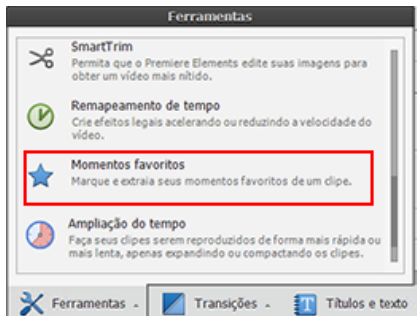 Ferramentas
SmartTrim
Permita que o Premiere Elements edite suas imagens para
obter um vídeo mais nítido.
Remapeamento de tempo
Crie efeitos legais acelerando ou reduzindo a velocidade do
vídeo.
Momentos favoritos
Marque e extraia seus momentos favoritos de um clipe.
Ampliação do tempo
Faça seus clipes serem reproduzidos de forma mais rápida ou
mais lenta, apenas expandindo ou compactando os clipes.
Ferramentas Transições Títulos e texto